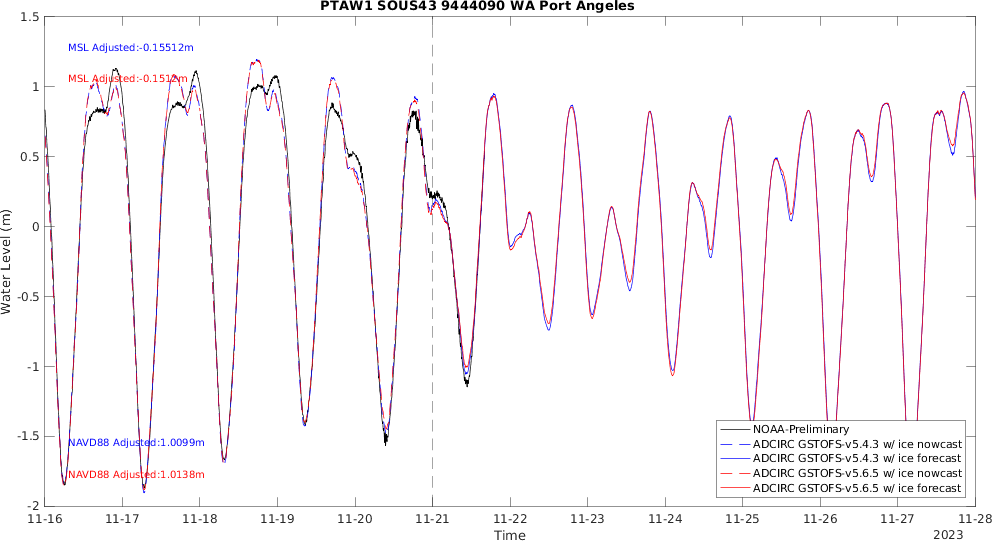 PTAW1 SOUS43 9444090 WA Port Angeles
1.5
MSL Adjusted:-0.15512m
MSL Adjusted:-0.1512m
1
0.5
0
-0.5
-1
-1.5
-2
Water Level (m)
NAVD88 Adjusted:1.0099m
NAVD88 Adjusted:1.0138m
NOAA-Preliminary
ADCIRC GSTOFS-v5.4.3 w/ ice nowcast
ADCIRC GSTOFS-v5.4.3 w/ ice forecast
ADCIRC GSTOFS-v5.6.5 w/ ice nowcast
ADCIRC GSTOFS-v5.6.5 w/ ice forecast
11-16 11-17 11-18 11-19 11-20 11-21 11-22 11-23 11-24 11-25 11-26 11-27 11-28
Time
2023